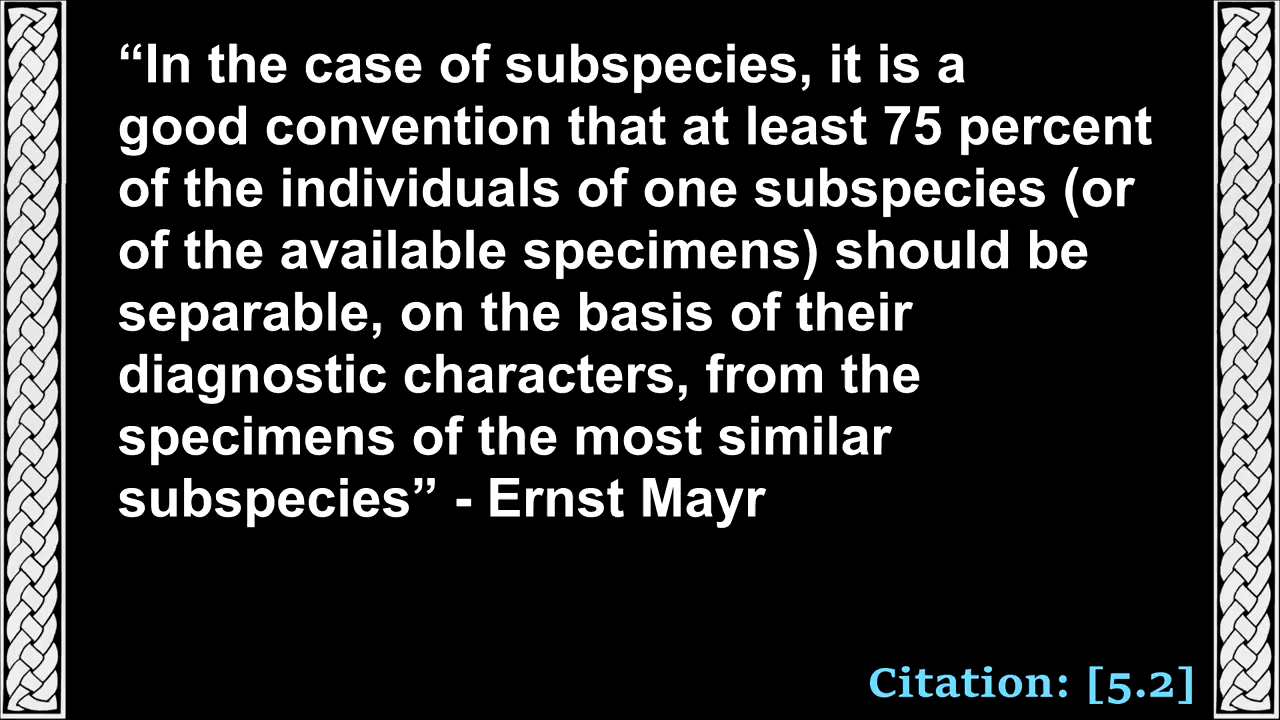 “In the case of subspecies, it is a
good convention that at least 75 percent
of the individuals of one subspecies (or
of the available specimens) should be
separable, on the basis of their
diagnostic characters, from the
specimens of the most similar
subspecies” - Ernst Mayr
Citation: [5.2]